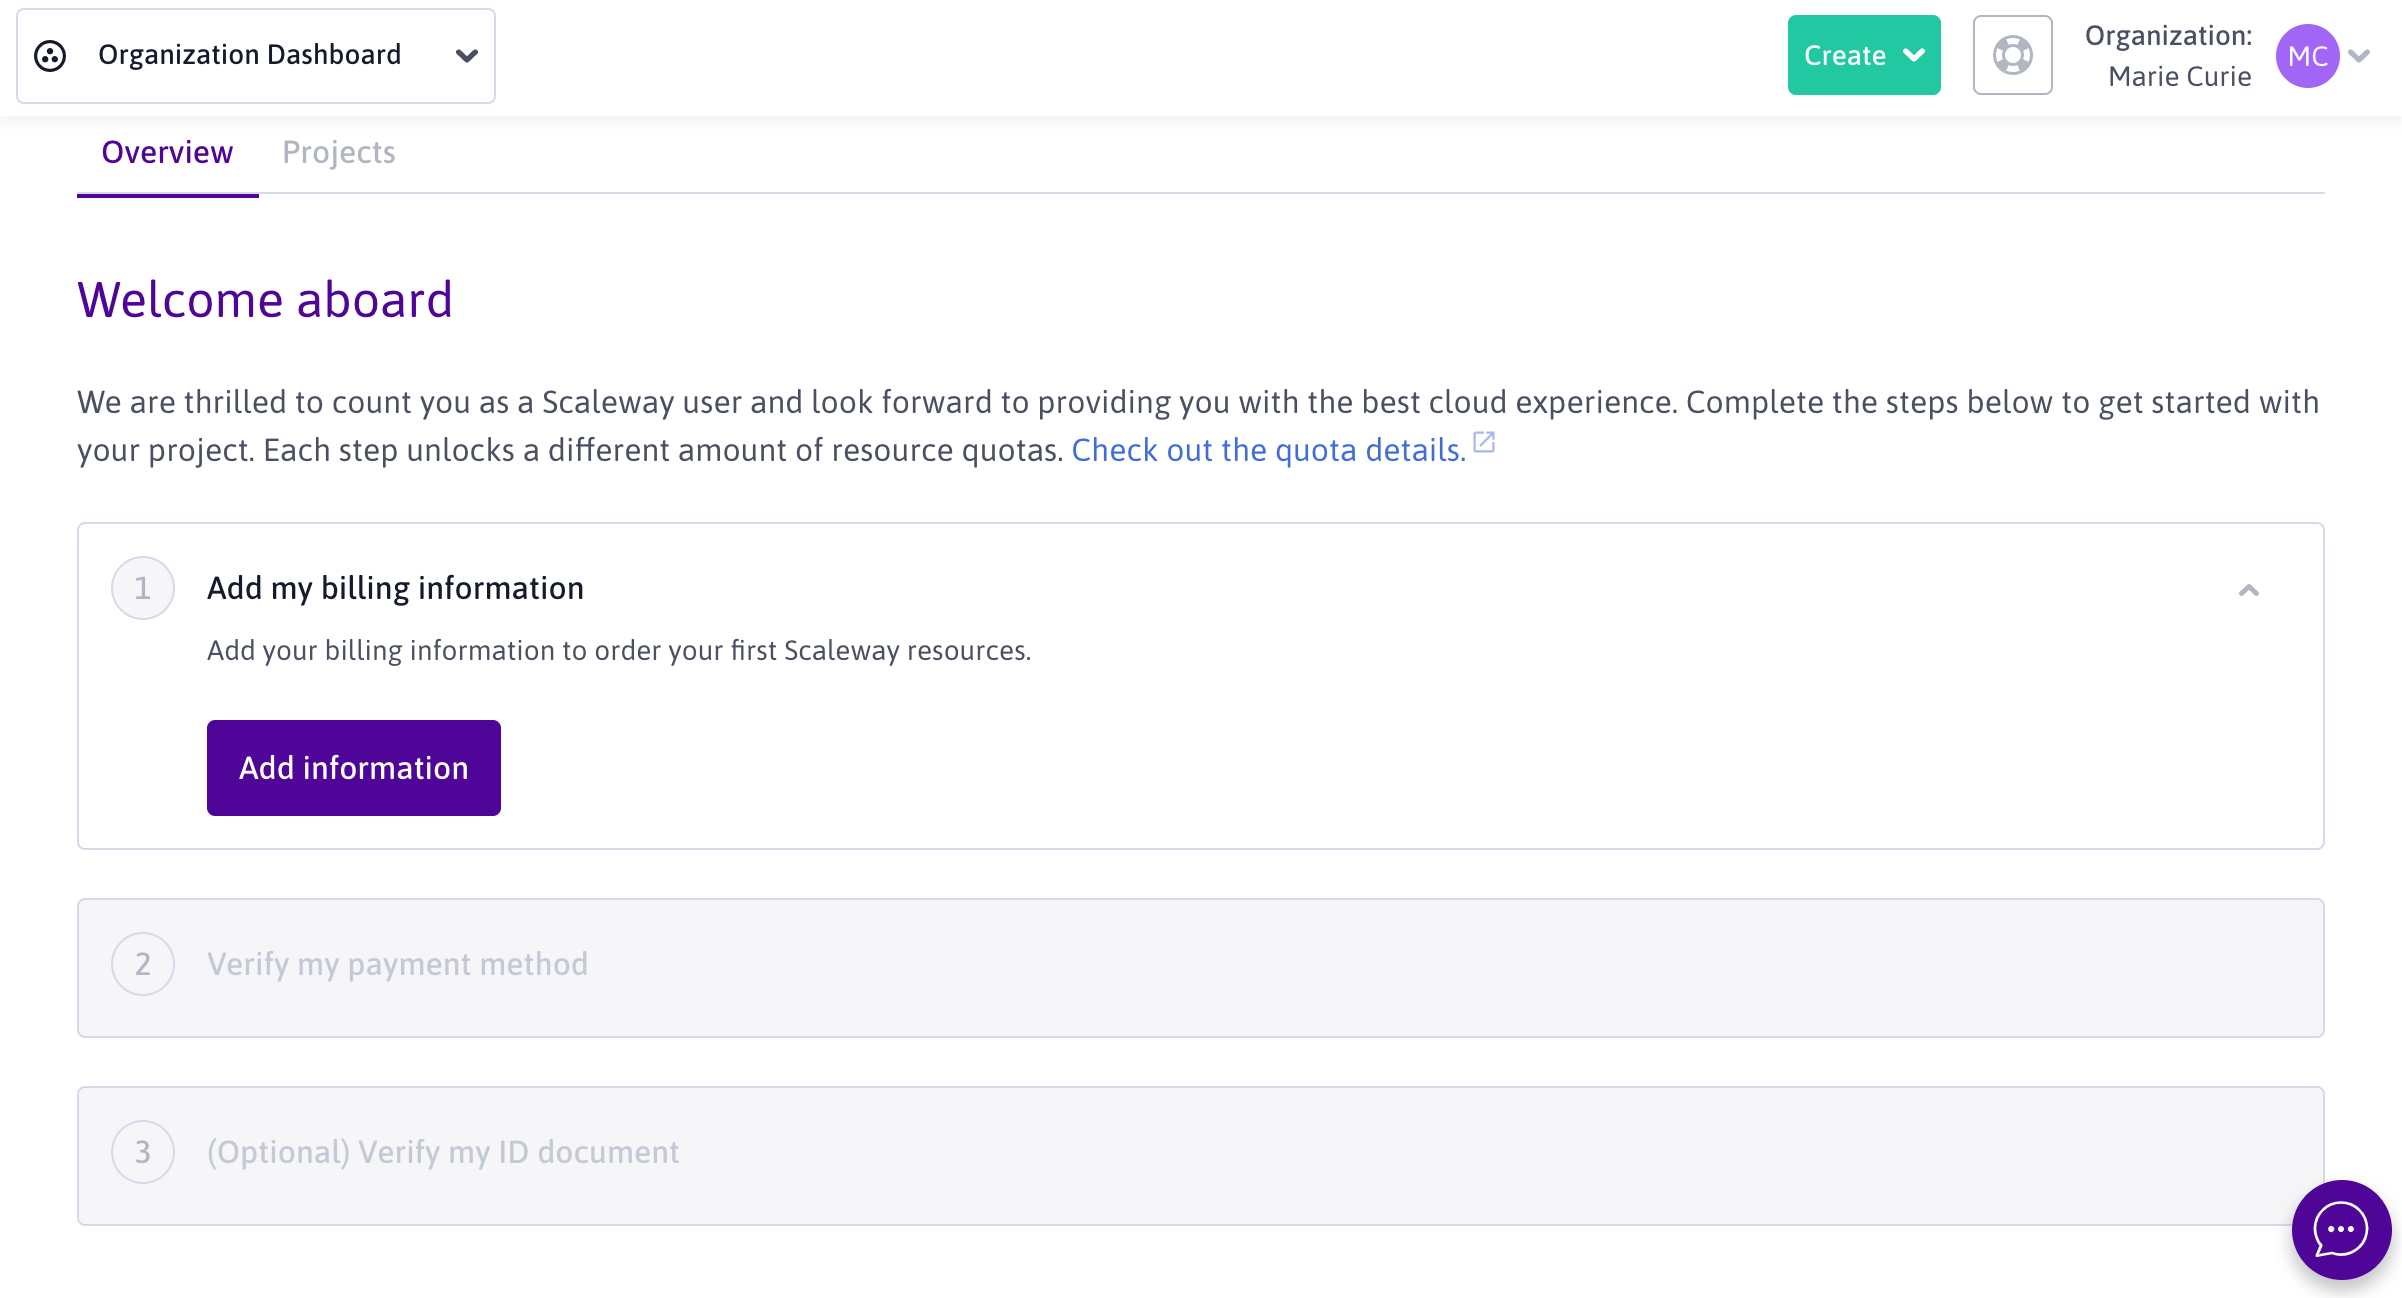 Organization Dashboard
Create
Organization:
Marie Curie
MC
Overview
Projects
Welcome aboard
We are thrilled to count you as a Scaleway user and look forward to providing you with the best cloud experience. Complete the steps below to get started with
your project. Each step unlocks a different amount of resource quotas. Check out the quota details.
1
Add my billing information
Add your billing information to order your first Scaleway resources.
Add information
2
Verify my payment method
3
(Optional) Verify my ID document